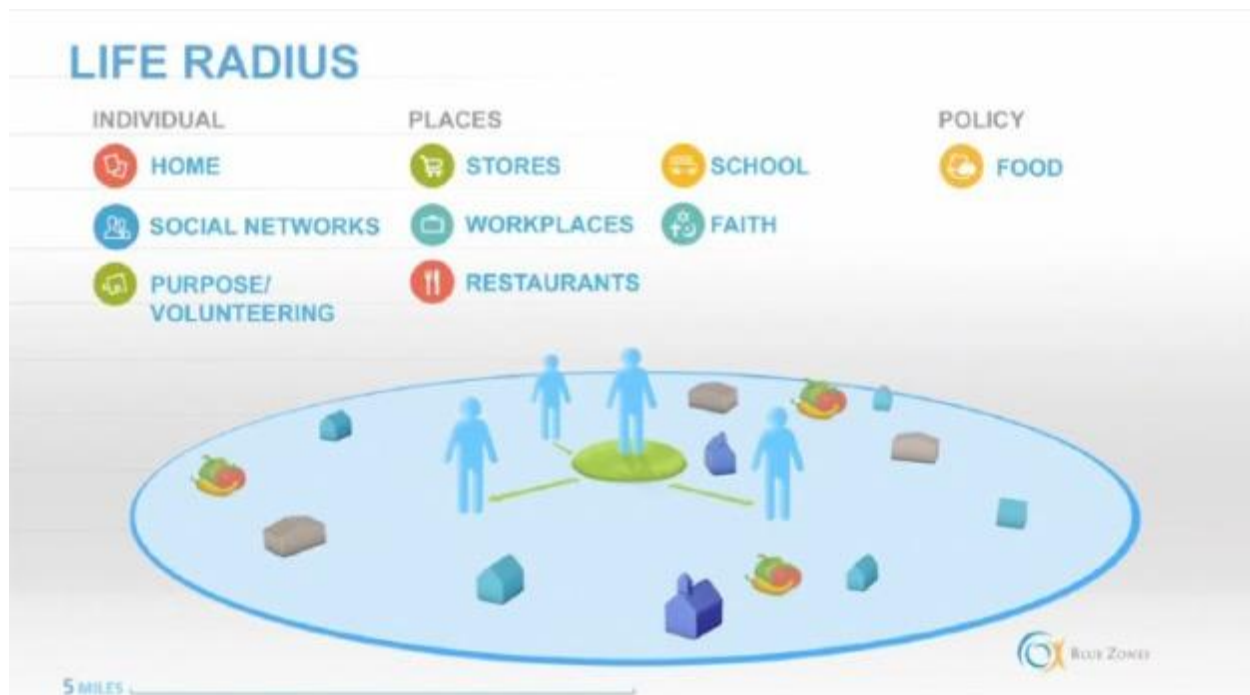 LIFE RADIUS
INDIVIDUAL
HOME
SOCIAL NETWORKS
PURPOSE/
VOLUNTEERING
PLACES
STORES
WORKPLACES
RESTAURANTS
SCHOOL
FAITH
POLICY
FOOD
BLUE ZONES
5 MILES